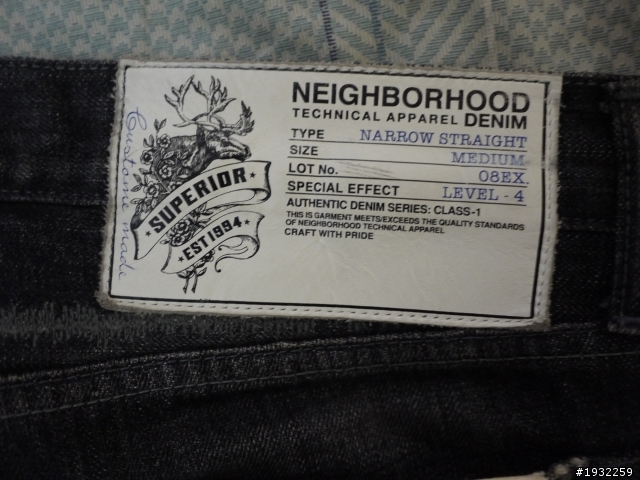 Custome made
SUPERIOR
EST 1994
NEIGHBORHOOD
TECHNICAL APPAREL DENIM
TYPE NARROW STRAIGHT
SIZE MEDIUM
LOT No. 08EX.
SPECIAL EFFECT LEVEL - 4
AUTHENTIC DENIM SERIES: CLASS-1
THIS IS GARMENT MEETS/EXCEEDS THE QUALITY STANDARDS
OF NEIGHBORHOOD TECHNICAL APPAREL
CRAFT WITH PRIDE
#1932259